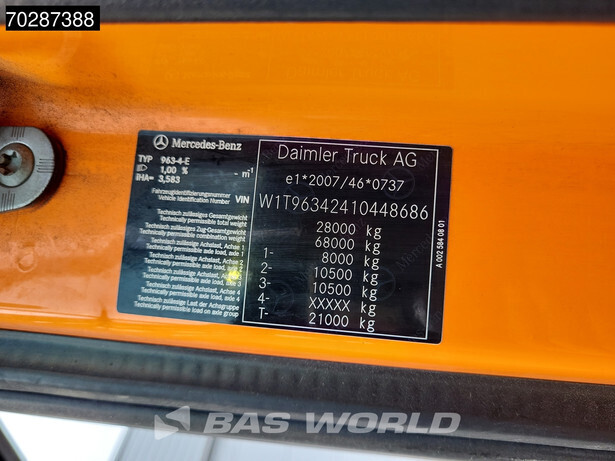 70287388
Mercedes-Benz
Daimler Truck AG
TYP 963-4-E
1,00 %
IHA= 3,583
e1*2007/46*0737
Fahrzeugidentifizierungsnummer
Vehicle Identification Number VIN
W1T96342410448686
Technisch zulässiges Gesamtgewicht
Technically permissible total weight
28000 kg
Technisch zulässiges Zug-Gesamtgewicht
Technically permissible combination weight
68000 kg
Technisch zulässige Achslast, Achse 1
Technically permissible axle load, axle 1
1- 8000 kg
Technisch zulässige Achslast, Achse 2
Technically permissible axle load, axle 2
2- 10500 kg
Technisch zulässige Achslast, Achse 3
Technically permissible axle load, axle 3
3- 10500 kg
Technisch zulässige Achslast, Achse 4
Technically permissible axle load, axle 4
4- XXXXX kg
Technisch zulässige Last der Achsgruppe
Technically permissible load on axle group
T- 21000 kg
A 002 584 08 01
BAS WORLD